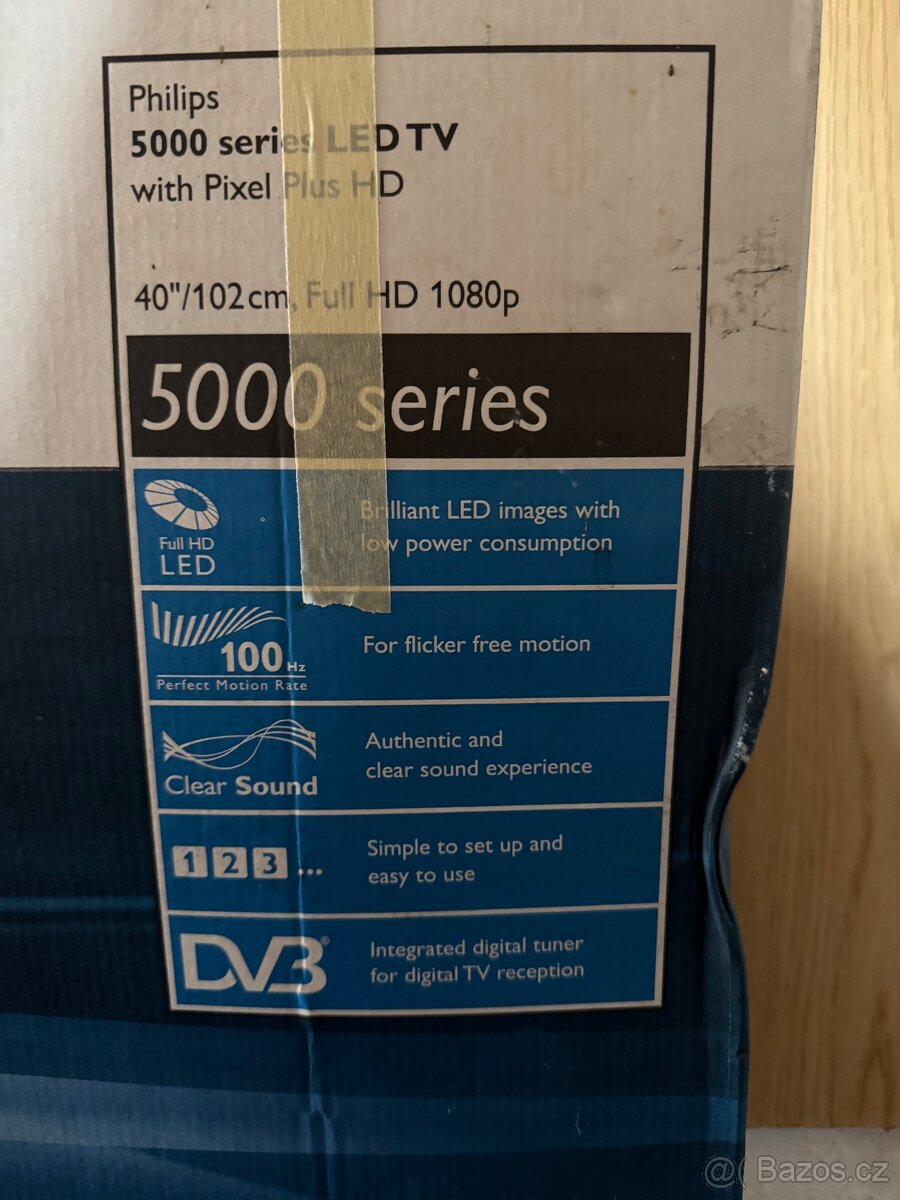 Philips
5000 series LED TV
with Pixel Plus HD
40"/102cm, Full HD 1080p
5000 series
Full HD
LED
Brilliant LED images with
low power consumption
100 Hz
Perfect Motion Rate
For flicker free motion
Clear Sound
Authentic and
clear sound experience
1 2 3 ...
Simple to set up and
easy to use
DVB®
Integrated digital tuner
for digital TV reception
@( Bazos.cz